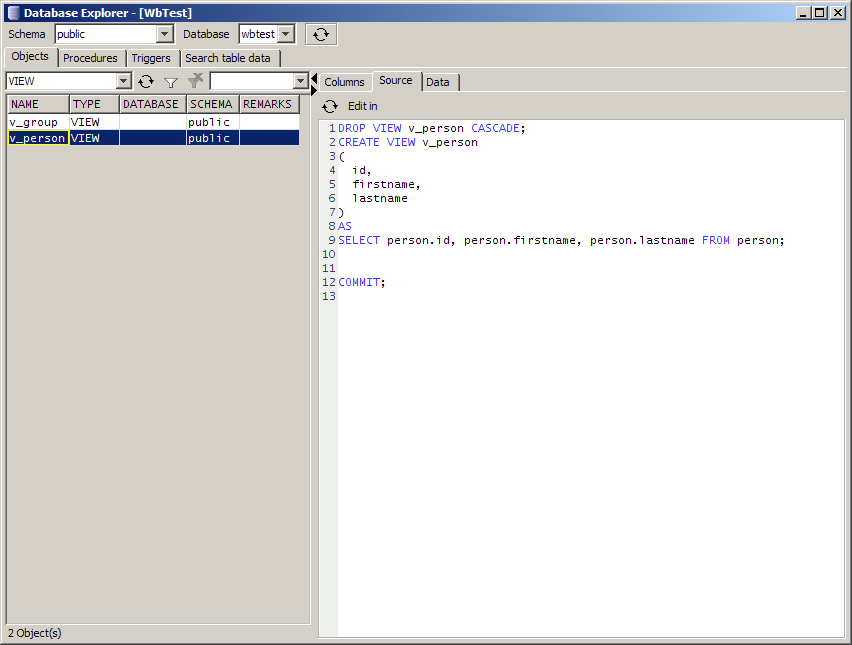 Database Explorer - [WbTest]
Schema public Database wbtest
Objects Procedures Triggers Search table data
VIEW
NAME TYPE DATABASE SCHEMA REMARKS
v_group VIEW public
v_person VIEW public
2 Object(s)
Columns Source Data
Edit in
1 DROP VIEW v_person CASCADE;
2 CREATE VIEW v_person
3 (
4 id,
5 firstname,
6 lastname
7 )
8 AS
9 SELECT person.id, person.firstname, person.lastname FROM person;
10
11
12 COMMIT;
13